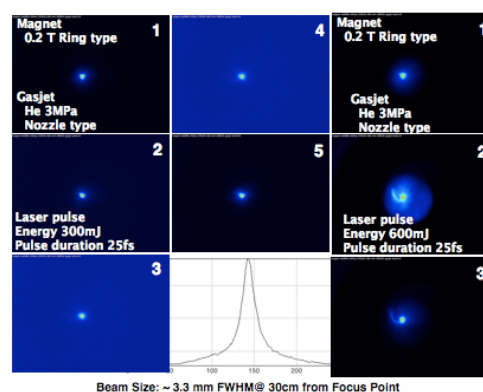 Magnet
0.2 T Ring type
1
Gasjet
He 3MPa
Nozzle type
4
Magnet
0.2 T Ring type
1
Gasjet
He 3MPa
Nozzle type
2
Laser pulse
Energy 300mJ
Pulse duration 25fs
5
2
Laser pulse
Energy 600mJ
Pulse duration 25fs
3
100
150
200
3
Beam Size: ~ 3.3 mm FWHM@ 30cm from Focus Point